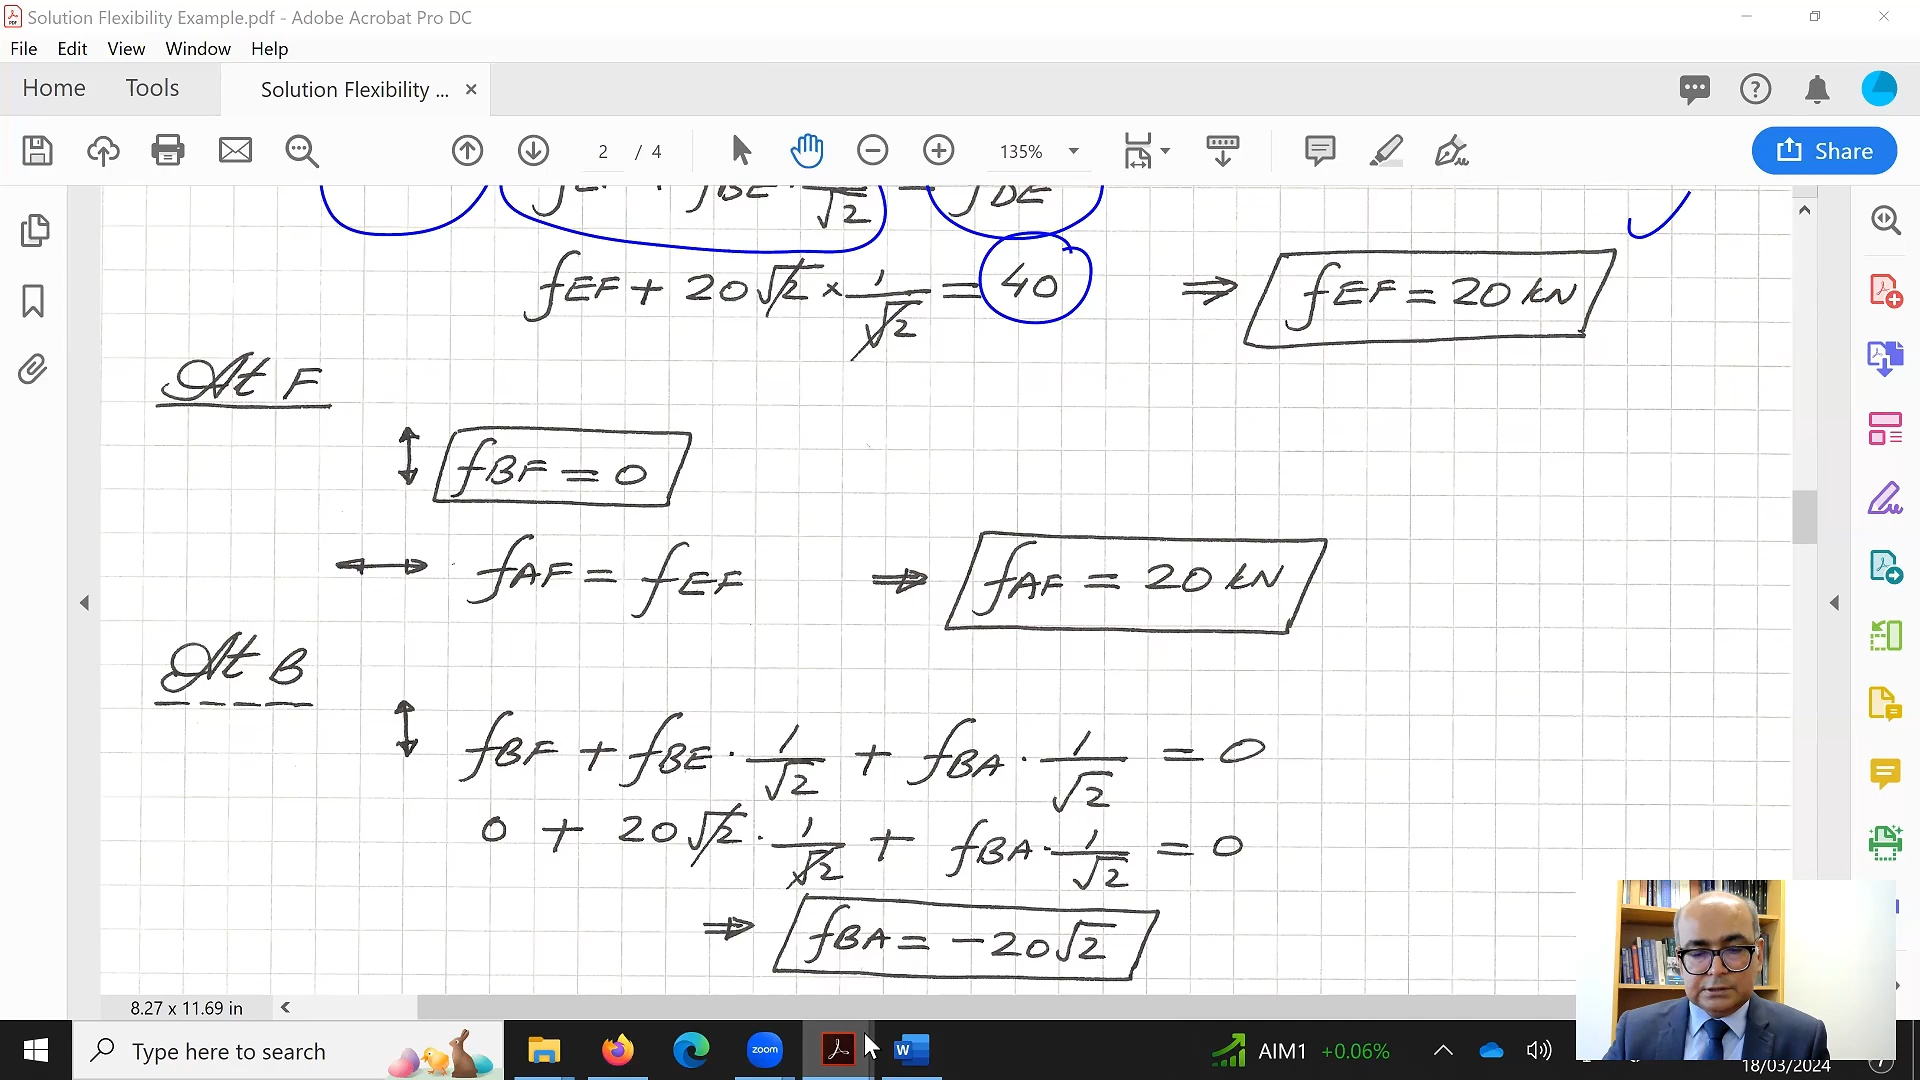 Solution Flexibility Example.pdf - Adobe Acrobat Pro DC
File Edit View Window Help
Home Tools Solution Flexibility ... ×
2 / 4 135% Share
√2
fEF + 20√2 × 1/√2 = 40 ⇒ fEF = 20 kN
At F
↕ fBF = 0
↔ fAF = fEF ⇒ fAF = 20 kN
At B
↕ fBF + fBE · 1/√2 + fBA · 1/√2 = 0
0 + 20√2 · 1/√2 + fBA · 1/√2 = 0
⇒ fBA = -20√2
8.27 x 11.69 in
Type here to search zoom W AIM1 +0.06%
18/03/2024